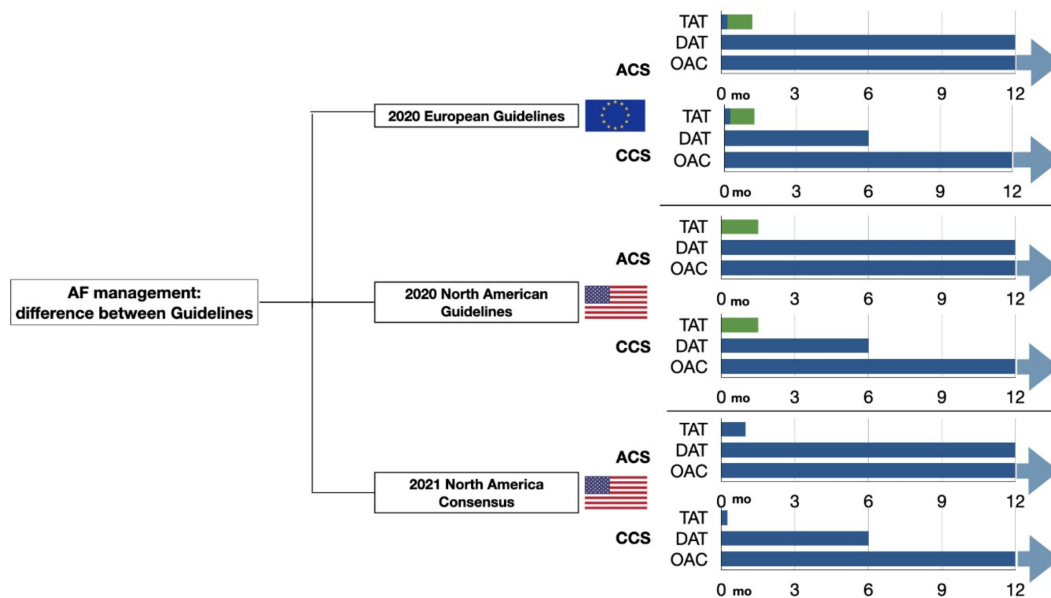 AF management:
difference between Guidelines
2020 European Guidelines
ACS
TAT
DAT
OAC
0 mo 3 6 9 12
CCS
TAT
DAT
OAC
0 mo 3 6 9 12
2020 North American
Guidelines
ACS
TAT
DAT
OAC
0 mo 3 6 9 12
CCS
TAT
DAT
OAC
0 mo 3 6 9 12
2021 North America
Consensus
ACS
TAT
DAT
OAC
0 mo 3 6 9 12
CCS
TAT
DAT
OAC
0 mo 3 6 9 12